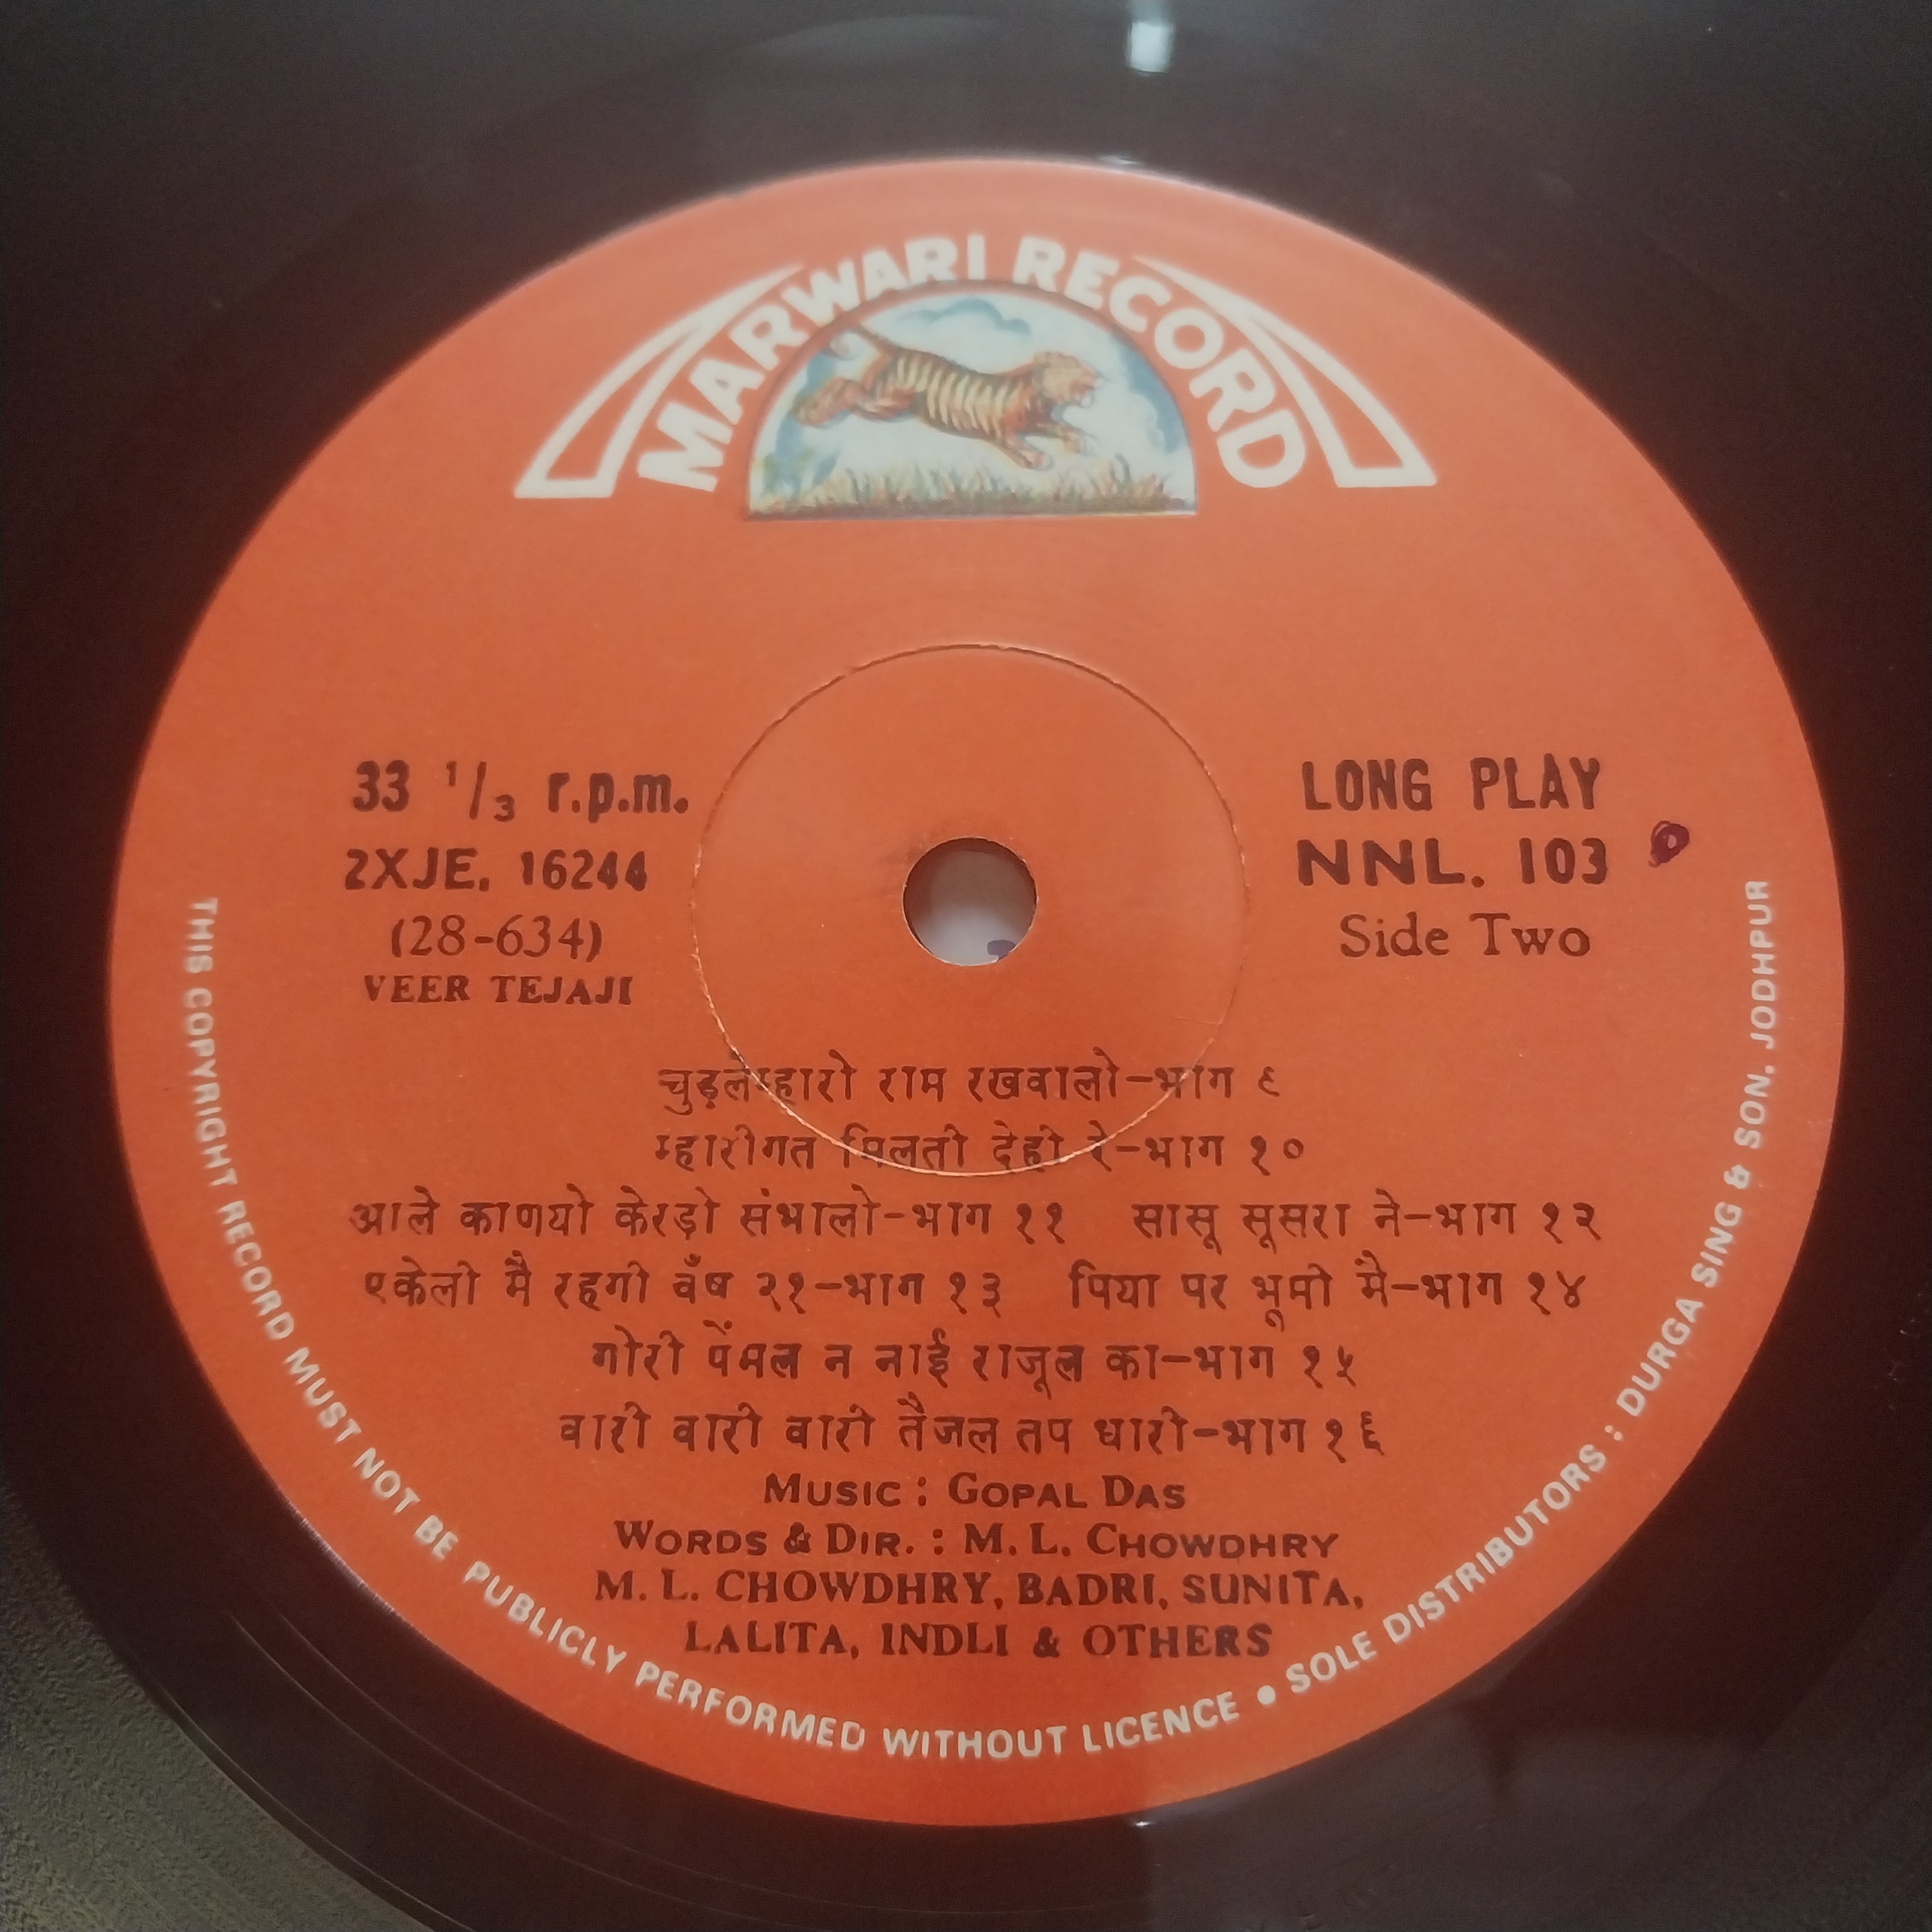 MARWARI RECORD
33 1/3 r.p.m.
2XJE. 16244
(28-634)
VEER TEJAJI
LONG PLAY
NNL. 103
Side Two
चुड़लेम्हारो राम रखवालो-भाग ९
म्हारीगत मिलती देही रे-भाग १०
आले काणयो केरड़ो संभालो-भाग ११ सासू सूसरा ने-भाग १२
एकेली मै रहगी बँष २१-भाग १३ पिया पर भूमी मै-भाग १४
गोरी पेंमल न नाई राजूल का-भाग १५
वारी वारी वारी तैजल तप धारी-भाग १६
MUSIC : GOPAL DAS
WORDS & DIR. : M. L. CHOWDHRY
M. L. CHOWDHRY, BADRI, SUNITA,
LALITA, INDLI & OTHERS
THIS COPYRIGHT RECORD MUST NOT BE PUBLICLY PERFORMED WITHOUT LICENCE ● SOLE DISTRIBUTORS : DURGA SING & SON. JODHPUR